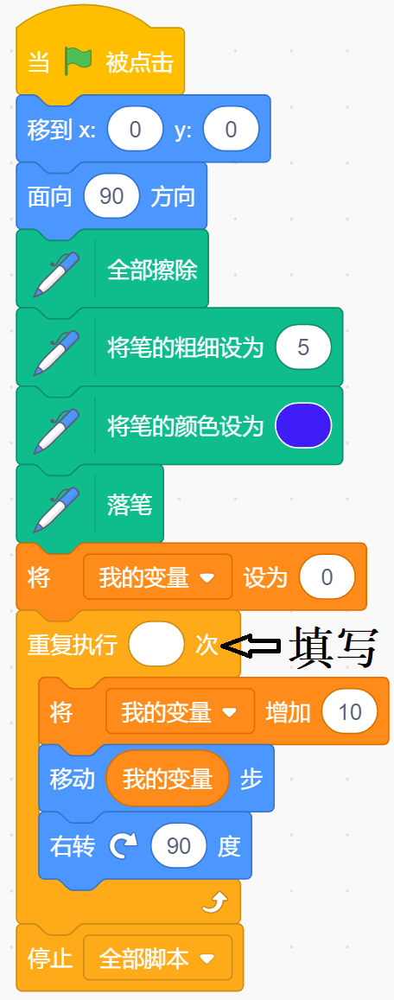 当 被点击
移到 x: 0 y: 0
面向 90 方向
全部擦除
将笔的粗细设为 5
将笔的颜色设为
落笔
将 我的变量 设为 0
重复执行 次 填写
将 我的变量 增加 10
移动 我的变量 步
右转 90 度
停止 全部脚本